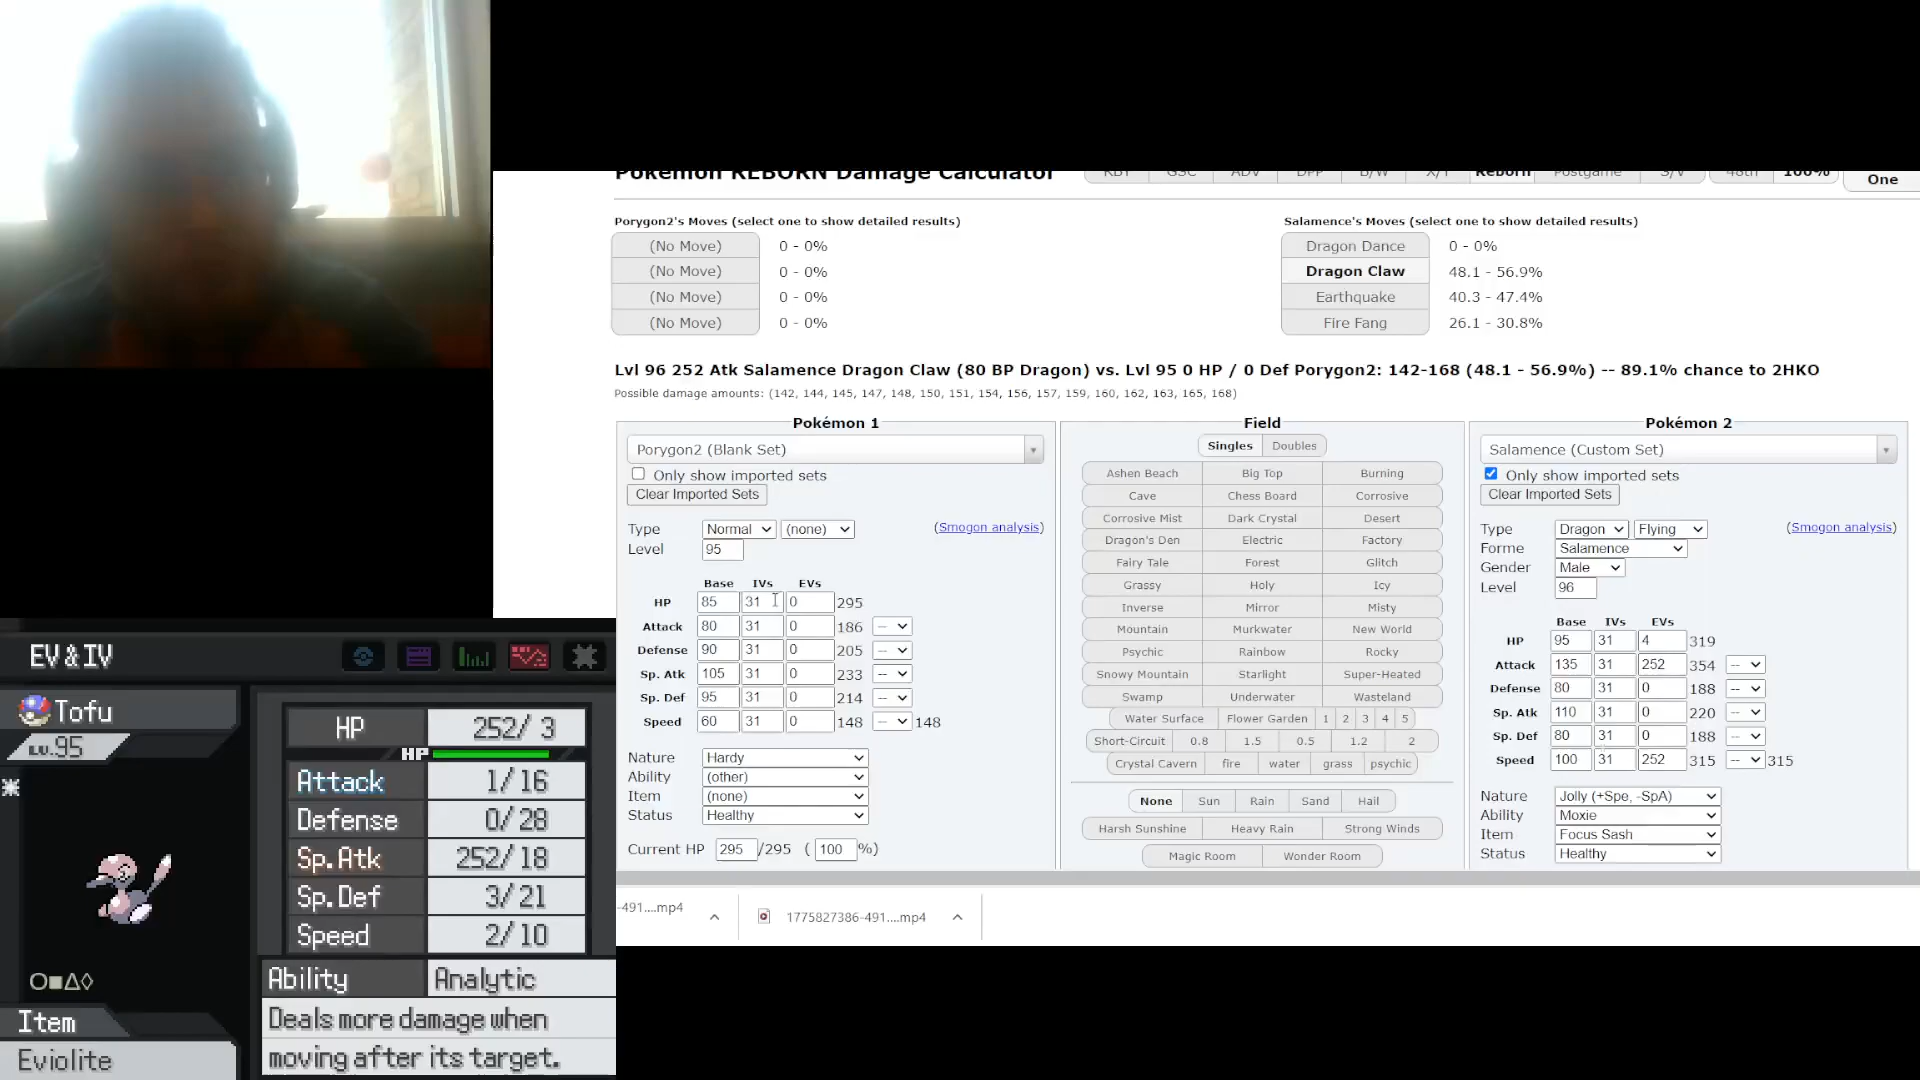 Pokémon REBORN Damage Calculator RBY GSC ADV DPP B/W X/Y Reborn Postgame S/V 48th 100% One
Porygon2's Moves (select one to show detailed results)
(No Move) 0 - 0%
(No Move) 0 - 0%
(No Move) 0 - 0%
(No Move) 0 - 0%
Salamence's Moves (select one to show detailed results)
Dragon Dance 0 - 0%
Dragon Claw 48.1 - 56.9%
Earthquake 40.3 - 47.4%
Fire Fang 26.1 - 30.8%
Lvl 96 252 Atk Salamence Dragon Claw (80 BP Dragon) vs. Lvl 95 0 HP / 0 Def Porygon2: 142-168 (48.1 - 56.9%) -- 89.1% chance to 2HKO
Possible damage amounts: (142, 144, 145, 147, 148, 150, 151, 154, 156, 157, 159, 160, 162, 163, 165, 168)
Pokémon 1
Porygon2 (Blank Set)
Only show imported sets
Clear Imported Sets
Type Normal (none) (Smogon analysis)
Level 95
Base IVs EVs
HP 85 31 0 295
Attack 80 31 0 186 --
Defense 90 31 0 205 --
Sp. Atk 105 31 0 233 --
Sp. Def 95 31 0 214 --
Speed 60 31 0 148 -- 148
Nature Hardy
Ability (other)
Item (none)
Status Healthy
Current HP 295 /295 ( 100 %)
Field
Singles Doubles
Ashen Beach Big Top Burning
Cave Chess Board Corrosive
Corrosive Mist Dark Crystal Desert
Dragon's Den Electric Factory
Fairy Tale Forest Glitch
Grassy Holy Icy
Inverse Mirror Misty
Mountain Murkwater New World
Psychic Rainbow Rocky
Snowy Mountain Starlight Super-Heated
Swamp Underwater Wasteland
Water Surface Flower Garden 1 2 3 4 5
Short-Circuit 0.8 1.5 0.5 1.2 2
Crystal Cavern fire water grass psychic
None Sun Rain Sand Hail
Harsh Sunshine Heavy Rain Strong Winds
Magic Room Wonder Room
Pokémon 2
Salamence (Custom Set)
Only show imported sets
Clear Imported Sets
Type Dragon Flying (Smogon analysis)
Forme Salamence
Gender Male
Level 96
Base IVs EVs
HP 95 31 4 319
Attack 135 31 252 354 --
Defense 80 31 0 188 --
Sp. Atk 110 31 0 220 --
Sp. Def 80 31 0 188 --
Speed 100 31 252 315 -- 315
Nature Jolly (+Spe, -SpA)
Ability Moxie
Item Focus Sash
Status Healthy
-491....mp4
1775827386-491....mp4
EV & IV
Tofu
Lv.95
HP 252/ 3
HP
Attack 1/16
Defense 0/28
Sp.Atk 252/18
Sp.Def 3/21
Speed 2/10
Ability Analytic
Deals more damage when
moving after its target.
Item
Eviolite